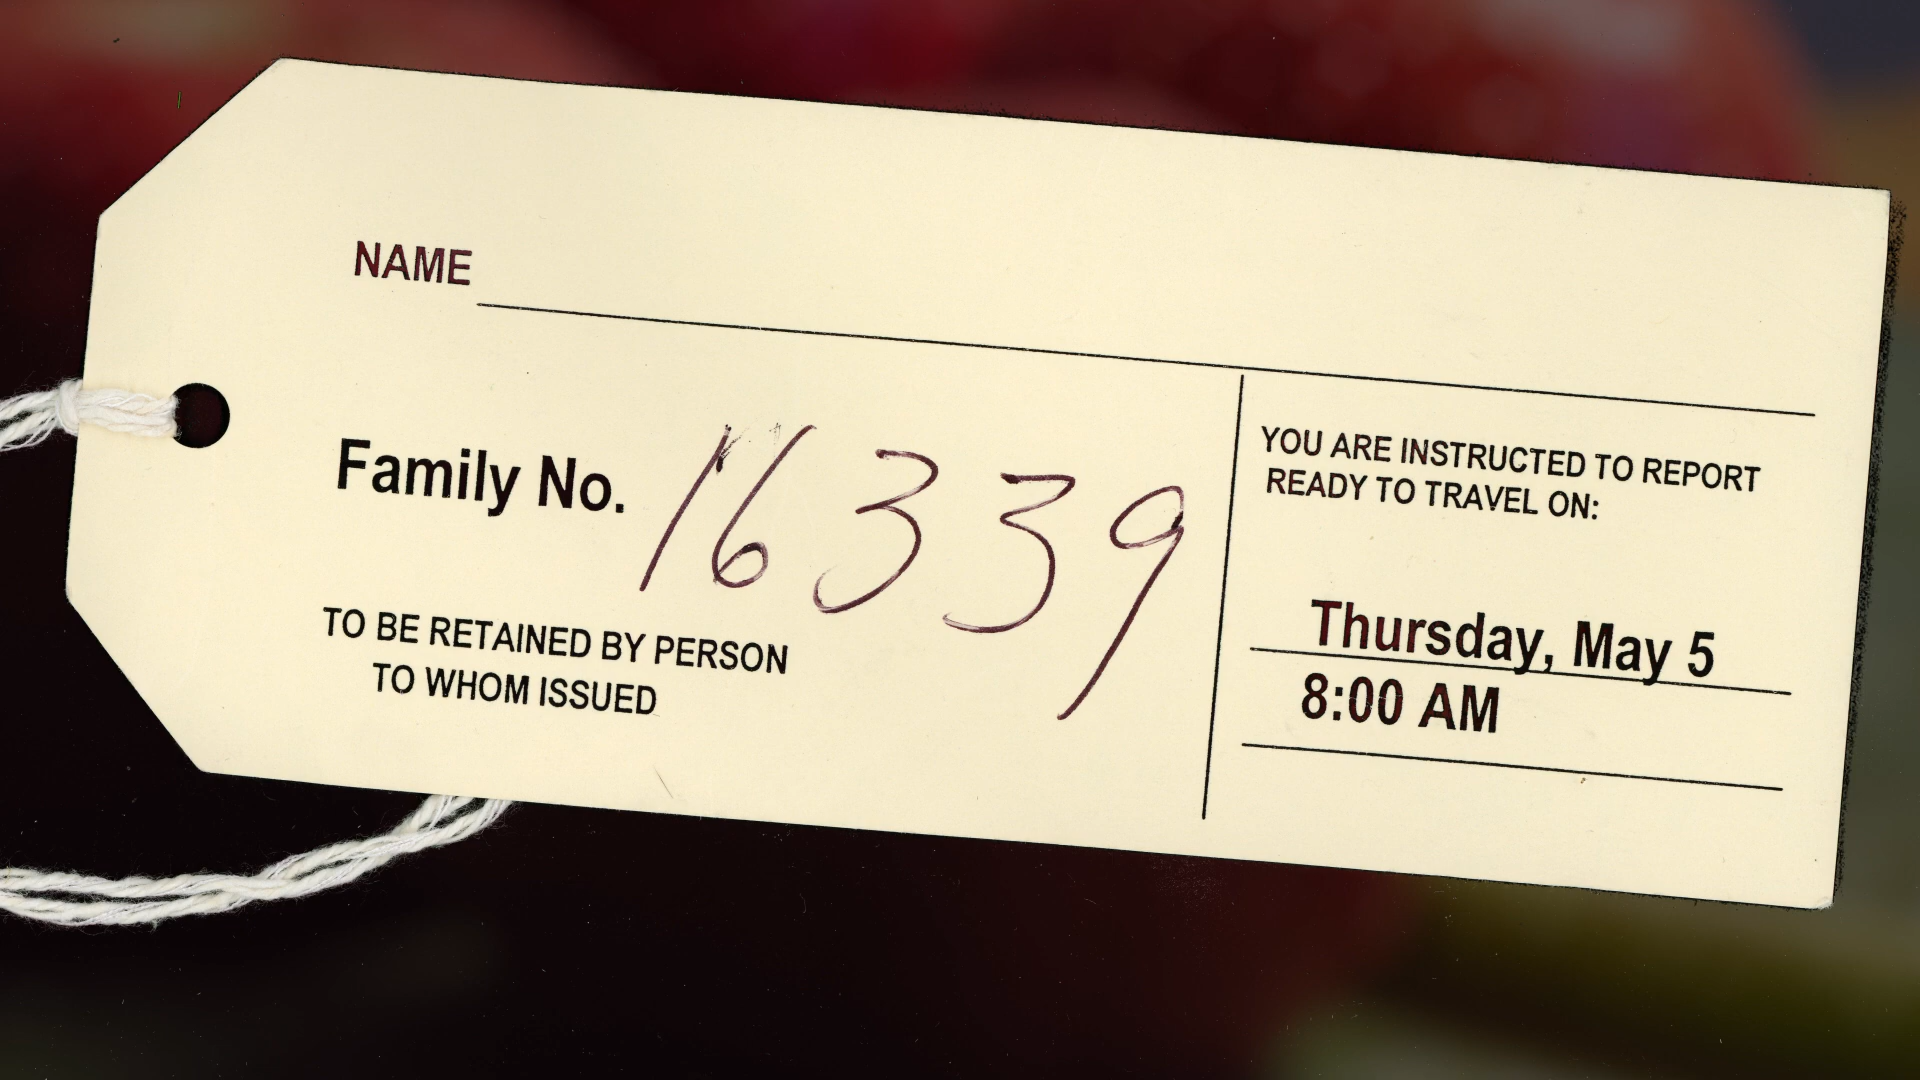 NAME
Family No. 16339
TO BE RETAINED BY PERSON
TO WHOM ISSUED
YOU ARE INSTRUCTED TO REPORT
READY TO TRAVEL ON:
Thursday, May 5
8:00 AM